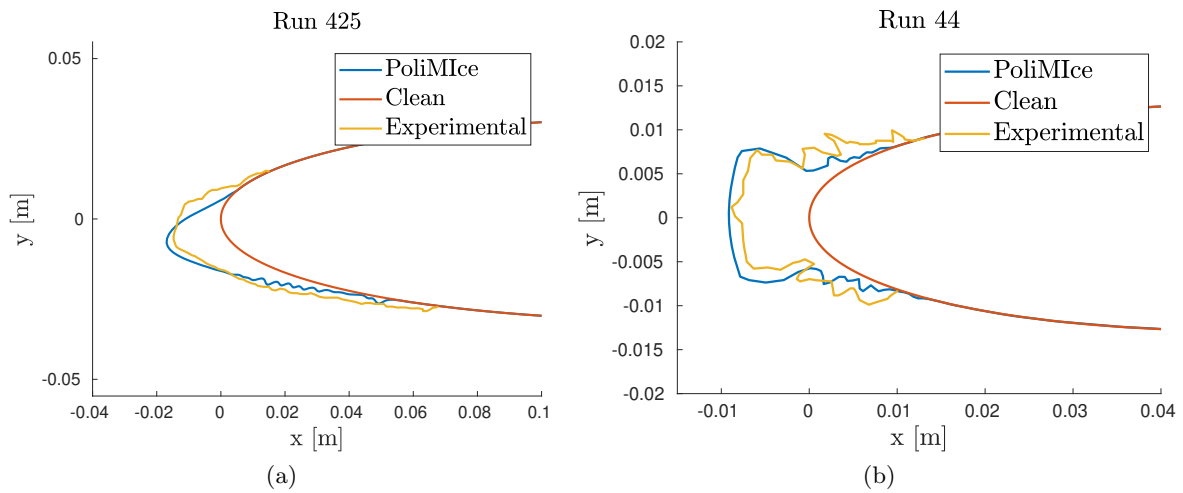 Run 425
PoliMIce
Clean
Experimental
0.05
0
-0.05
y [m]
-0.04 -0.02 0 0.02 0.04 0.06 0.08 0.1
x [m]
(a)
Run 44
PoliMIce
Clean
Experimental
0.02
0.015
0.01
0.005
0
-0.005
-0.01
-0.015
-0.02
y [m]
-0.01 0 0.01 0.02 0.03 0.04
x [m]
(b)